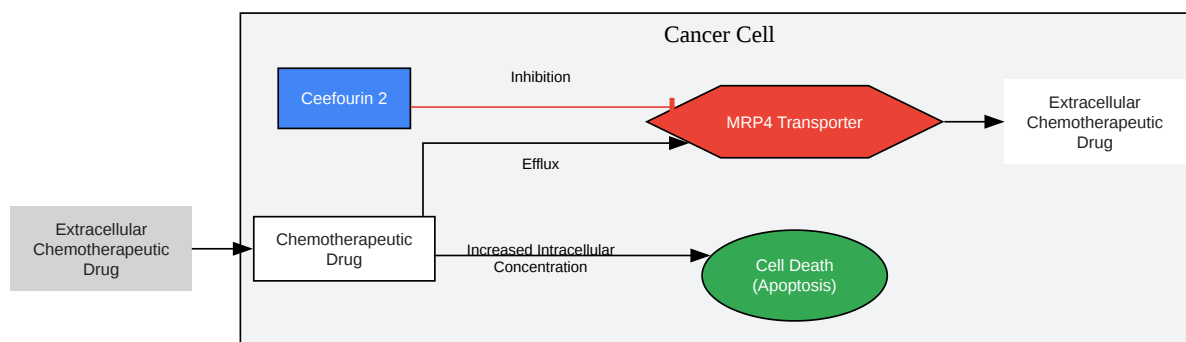 Cancer Cell
Ceefourin 2
Inhibition
MRP4 Transporter
Extracellular
Chemotherapeutic
Drug
Efflux
Extracellular
Chemotherapeutic
Drug
Chemotherapeutic
Drug
Increased Intracellular
Concentration
Cell Death
(Apoptosis)